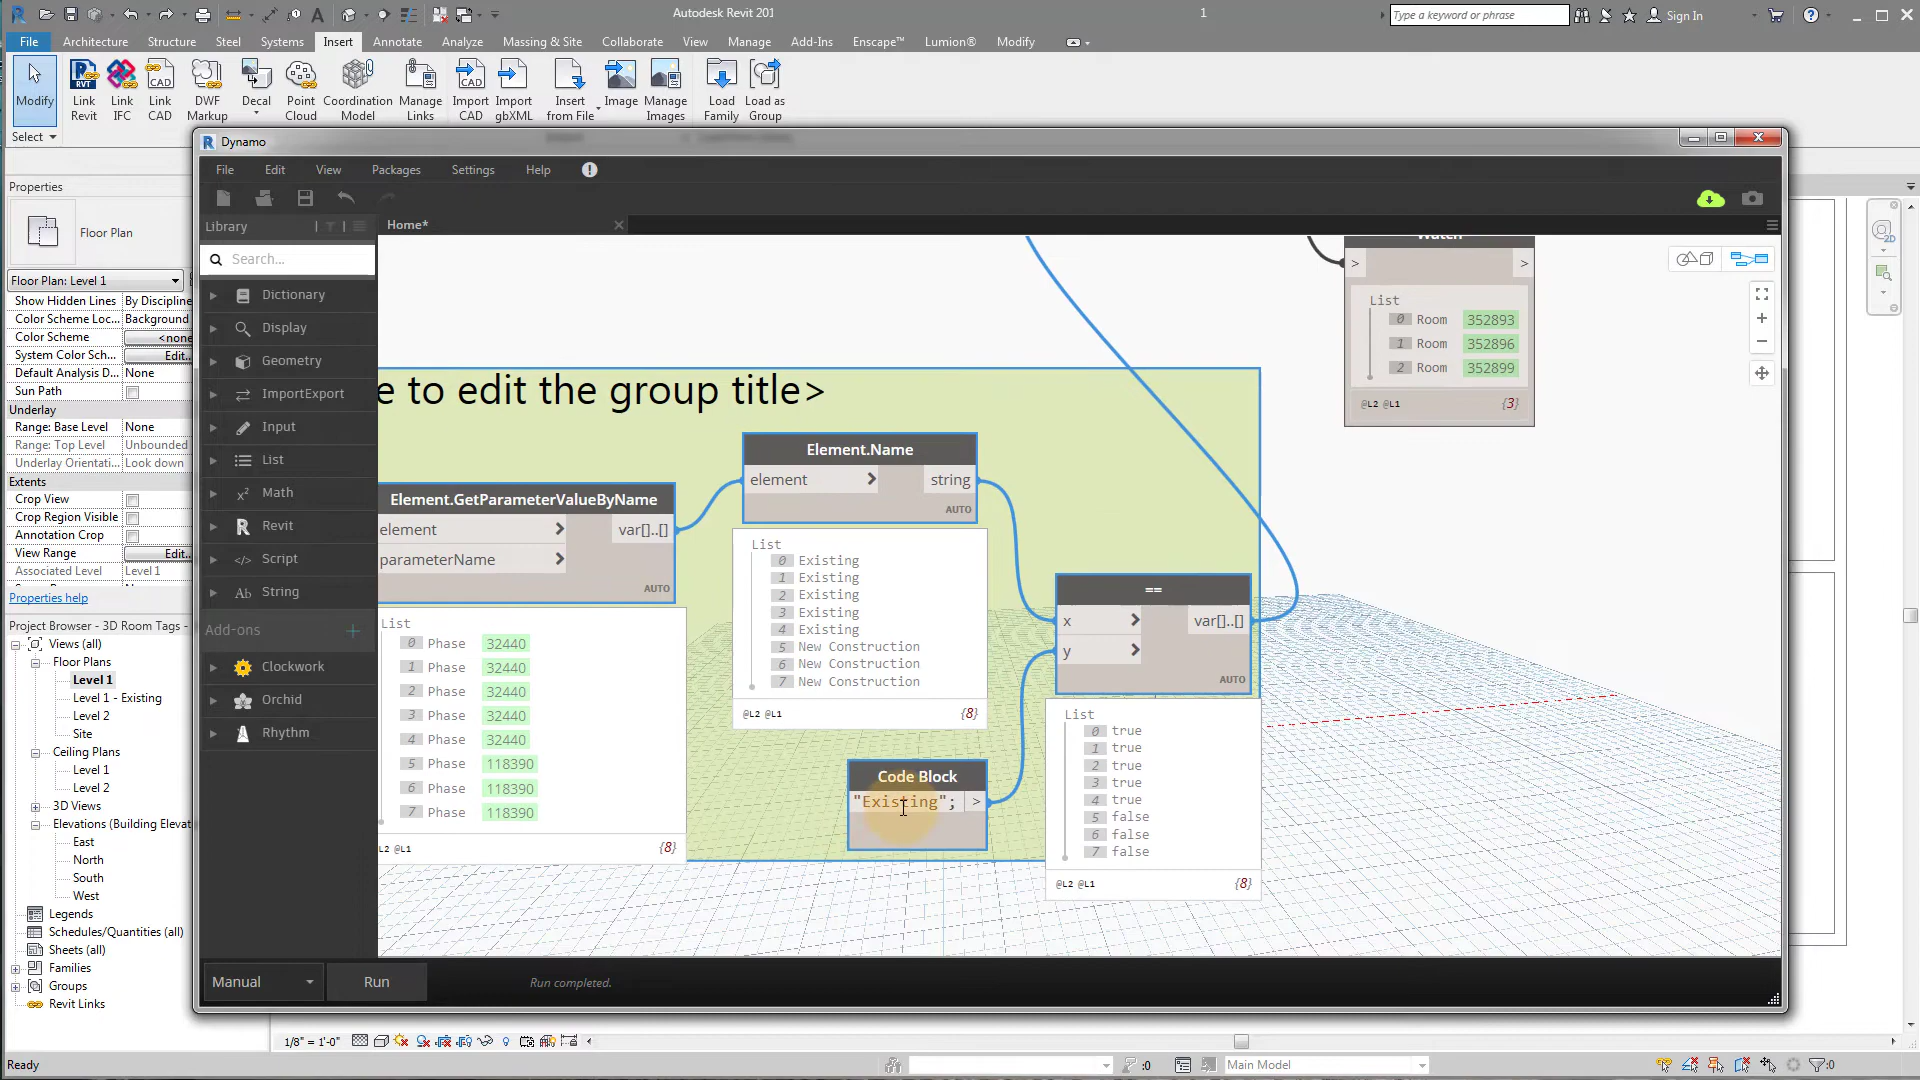 Autodesk Revit 201
1
Type a keyword or phrase
Sign In
File Architecture Structure Steel Systems Insert Annotate Analyze Massing & Site Collaborate View Manage Add-Ins Enscape™ Lumion® Modify
Modify
Link Revit
Link IFC
Link CAD
DWF Markup
Decal
Point Cloud
Coordination Model
Manage Links
Import CAD
Import gbXML
Insert from File
Image
Manage Images
Load Family
Load as Group
Select
Dynamo
File Edit View Packages Settings Help
Properties
Floor Plan
Floor Plan: Level 1
Show Hidden Lines By Discipline
Color Scheme Loc... Background
Color Scheme <none
System Color Sch... Edit..
Default Analysis D... None
Sun Path
Underlay
Range: Base Level None
Range: Top Level Unbounded
Underlay Orientati... Look down
Extents
Crop View
Crop Region Visible
Annotation Crop
View Range Edit..
Associated Level Level 1
Properties help
Project Browser - 3D Room Tags -
Views (all)
Floor Plans
Level 1
Level 1 - Existing
Level 2
Site
Ceiling Plans
Level 1
Level 2
3D Views
Elevations (Building Elevat
East
North
South
West
Legends
Schedules/Quantities (all)
Sheets (all)
Families
Groups
Revit Links
Library
Search...
Dictionary
Display
Geometry
ImportExport
Input
List
Math
Revit
Script
Ab String
Add-ons +
Clockwork
Orchid
Rhythm
Home*
Watch
> >
List
0 Room 352893
1 Room 352896
2 Room 352899
@L2 @L1 {3}
e to edit the group title>
Element.GetParameterValueByName
element > var[]..[]
parameterName >
AUTO
List
0 Phase 32440
1 Phase 32440
2 Phase 32440
3 Phase 32440
4 Phase 32440
5 Phase 118390
6 Phase 118390
7 Phase 118390
L2 @L1 {8}
Element.Name
element > string
AUTO
List
0 Existing
1 Existing
2 Existing
3 Existing
4 Existing
5 New Construction
6 New Construction
7 New Construction
@L2 @L1 {8}
Code Block
"Existing"; >
==
x > var[]..[]
y >
AUTO
List
0 true
1 true
2 true
3 true
4 true
5 false
6 false
7 false
@L2 @L1 {8}
Manual Run Run completed.
1/8" = 1'-0"
Ready :0 Main Model :0